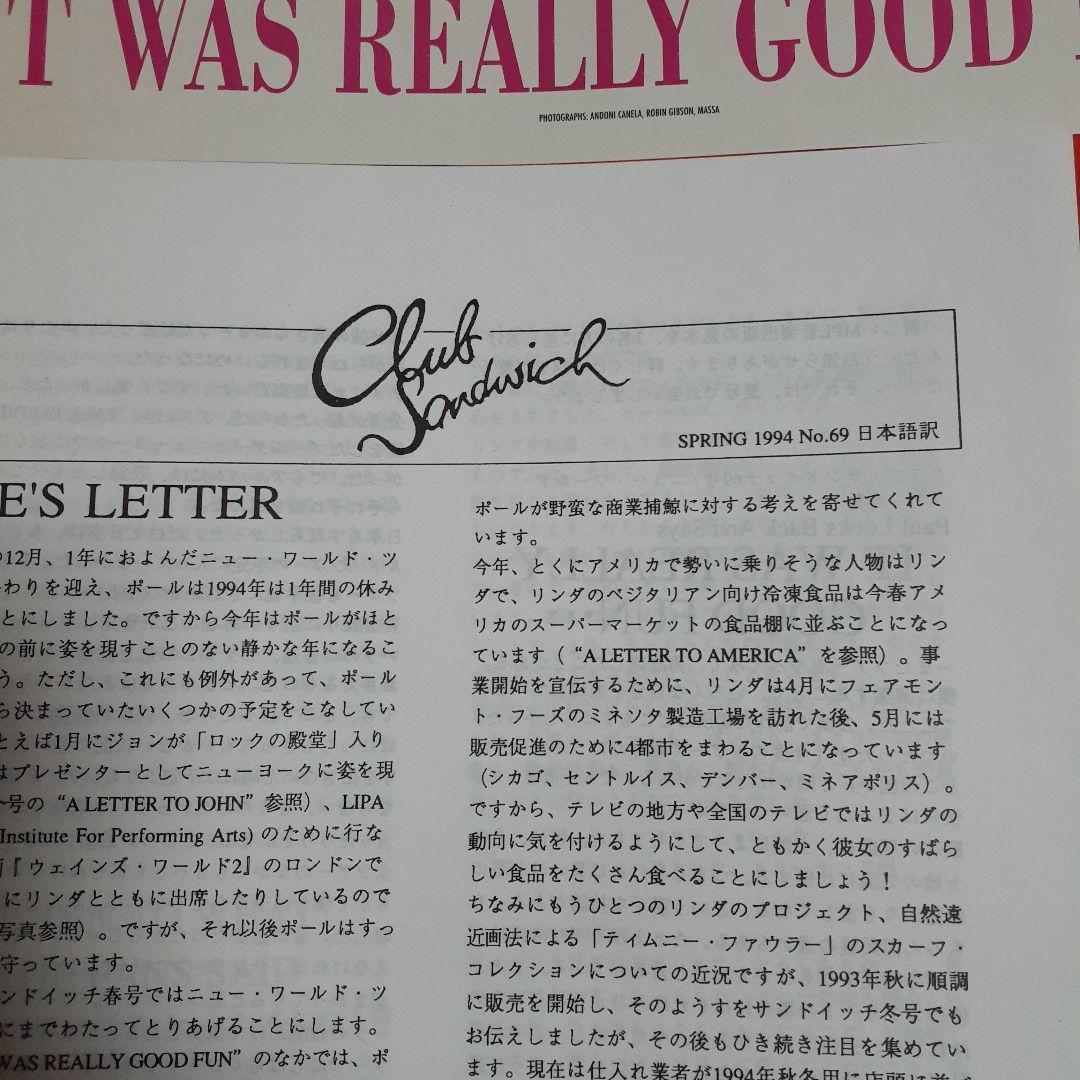 T WAS REALLY GOOD
PHOTOGRAPHS: ANDONI CANELA, ROBIN GIBSON, MASSA
Club
Sandwich
SPRING 1994 No.69 日本語訳
E'S LETTER
12月、1年におよんだニュー・ワールド・ツ
わりを迎え、ポールは1994年は1年間の休み
ことにしました。ですから今年はポールがほと
の前に姿を現すことのない静かな年になるこ
う。ただし、これにも例外があって、ポール
ら決まっていたいくつかの予定をこなしてい
とえば1月にジョンが「ロックの殿堂」入り
はプレゼンターとしてニューヨークに姿を現
号の“A LETTER TO JOHN”参照)、LIPA
Institute For Performing Arts) のために行な
『ウェインズ・ワールド2』のロンドンで
にリンダとともに出席したりしているので
写真参照)。ですが、それ以後ポールはすっ
守っています。
ンドイッチ春号ではニュー・ワールド・ツ
にまでわたってとりあげることにします。
WAS REALLY GOOD FUN”のなかでは、ポ
ポールが野蛮な商業捕鯨に対する考えを寄せてくれて
います。
今年、とくにアメリカで勢いに乗りそうな人物はリン
ダで、リンダのベジタリアン向け冷凍食品は今春アメ
リカのスーパーマーケットの食品棚に並ぶことになっ
ています(“A LETTER TO AMERICA”を参照)。事
業開始を宣伝するために、リンダは4月にフェアモン
ト・フーズのミネソタ製造工場を訪れた後、5月には
販売促進のために4都市をまわることになっています
(シカゴ、セントルイス、デンバー、ミネアポリス)。
ですから、テレビの地方や全国のテレビではリンダの
動向に気を付けるようにして、ともかく彼女のすばら
しい食品をたくさん食べることにしましょう!
ちなみにもうひとつのリンダのプロジェクト、自然遠
近画法による「ティムニー・ファウラー」のスカーフ・
コレクションについての近況ですが、1993年秋に順調
に販売を開始し、そのようすをサンドイッチ冬号でも
お伝えしましたが、その後もひき続き注目を集めてい
ます。現在は仕入れ業者が1994年秋冬用に店頭に並べ